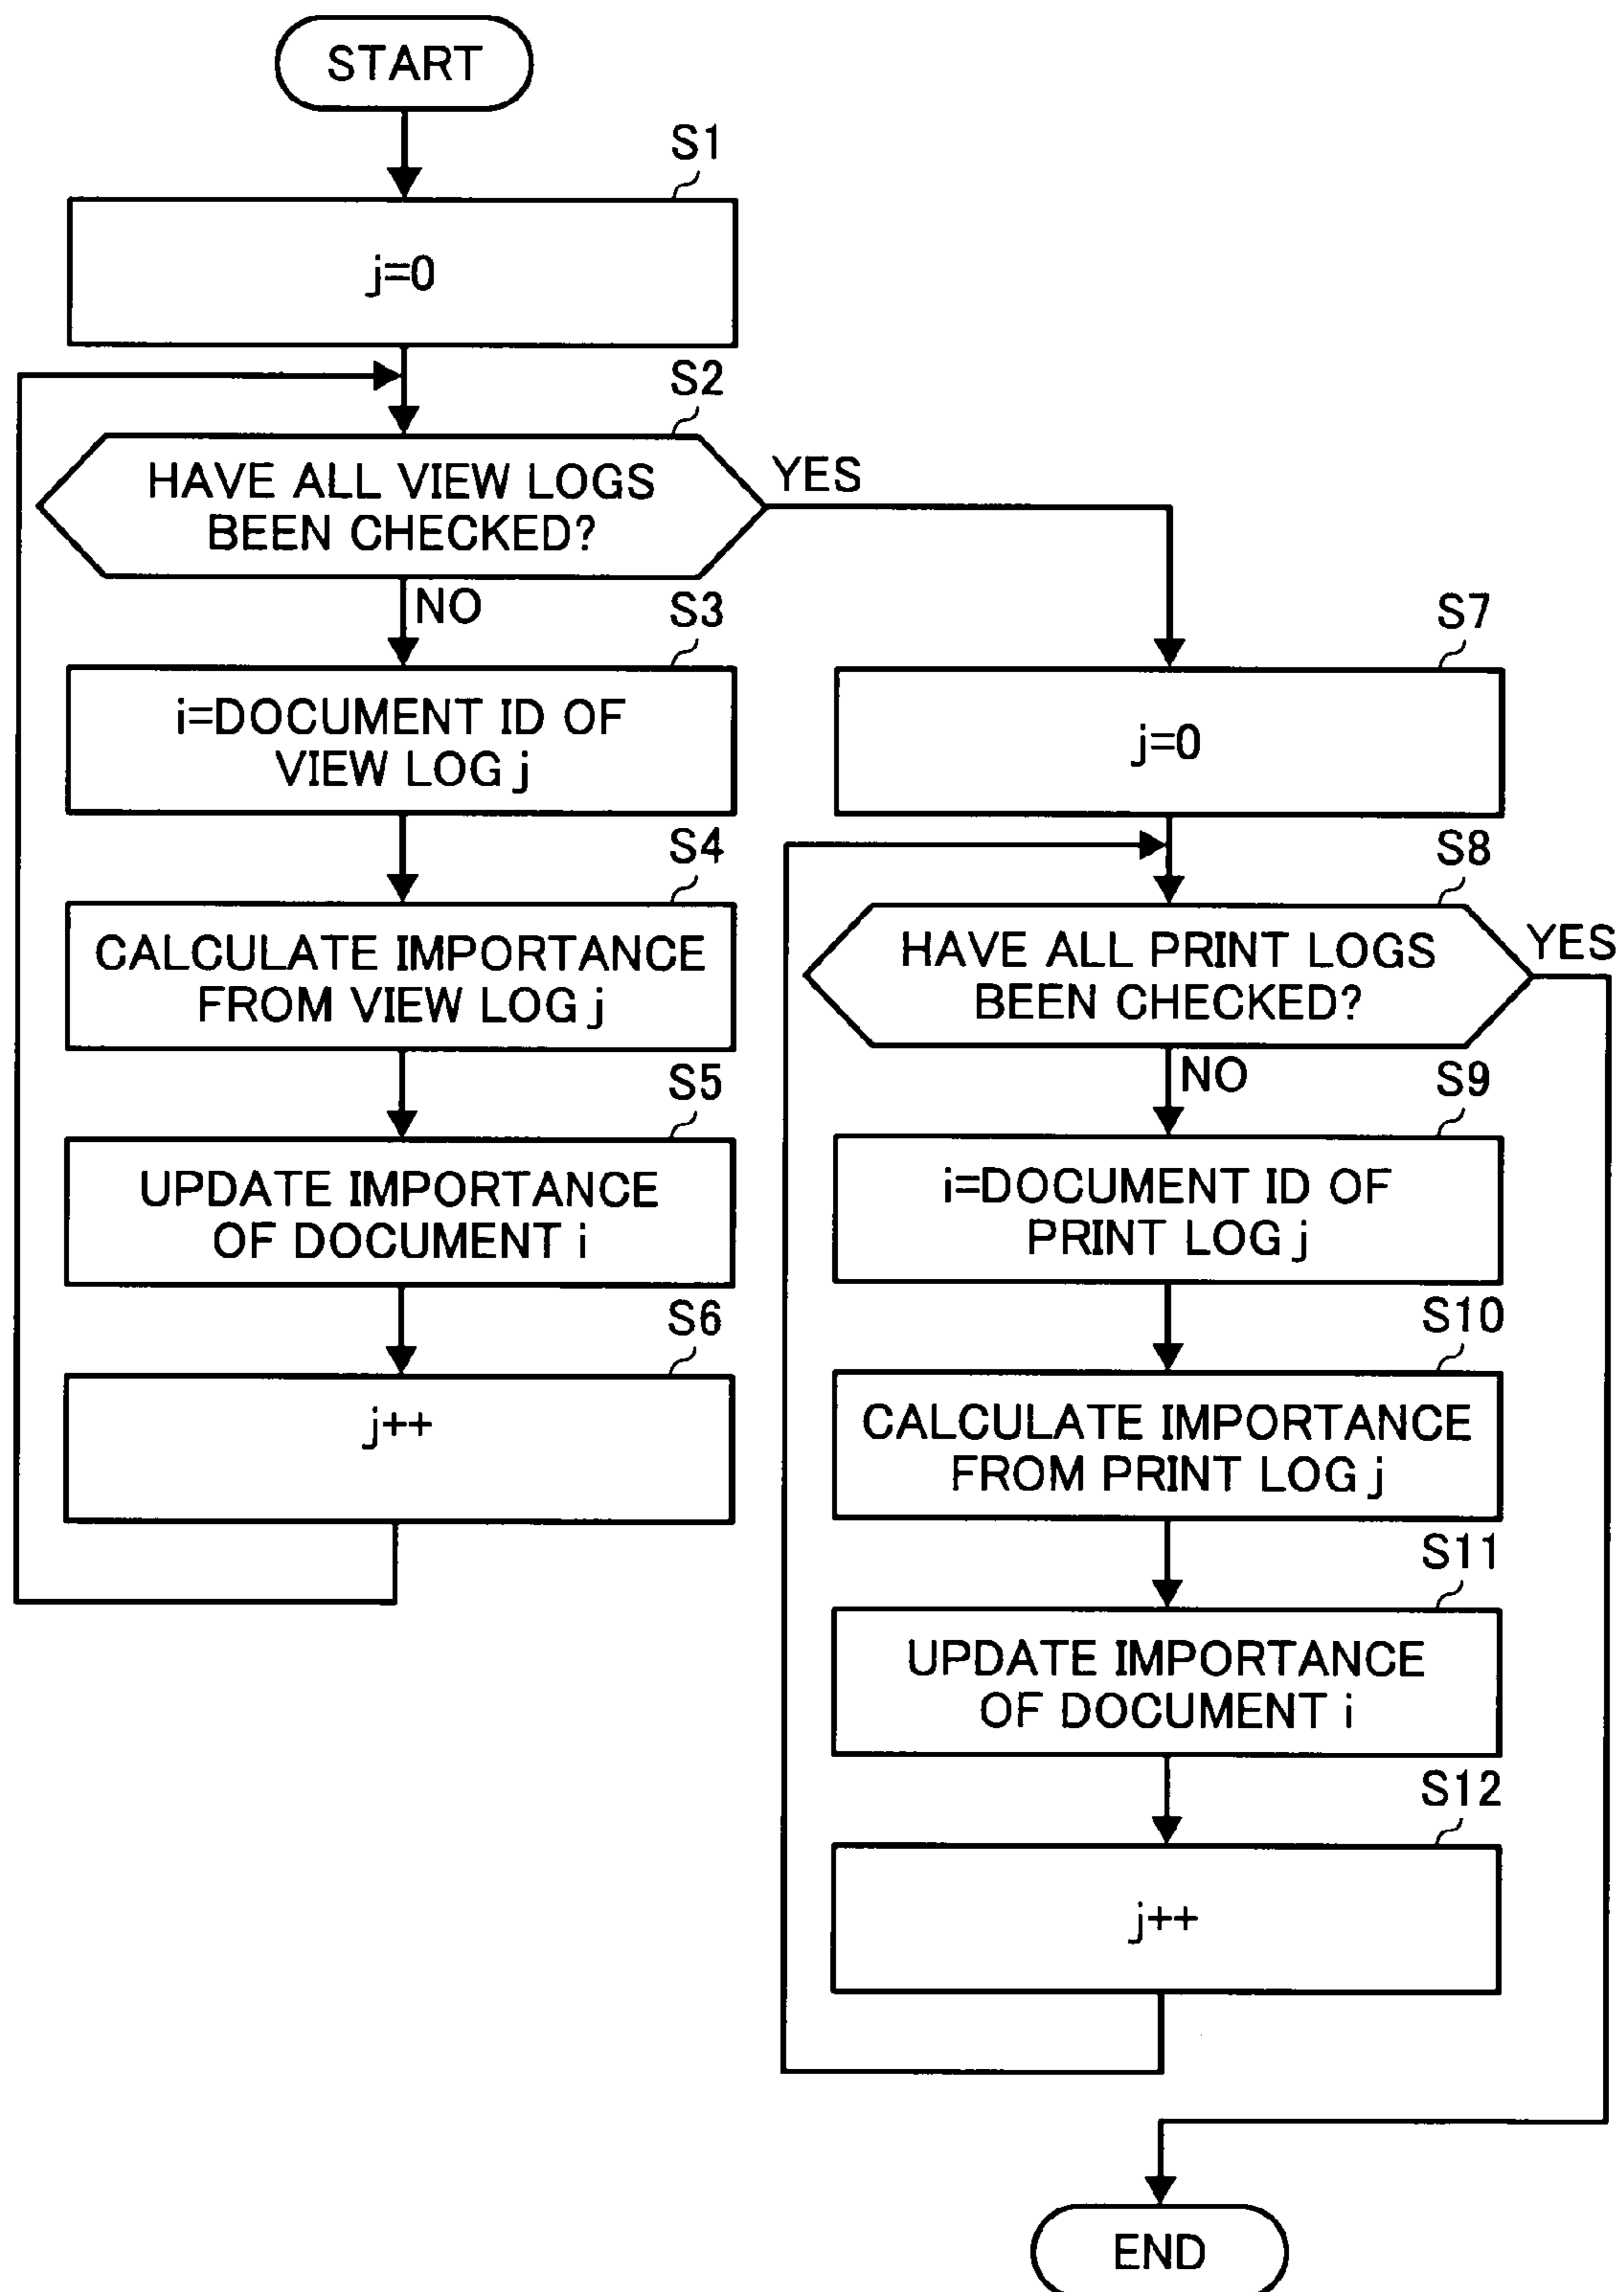 START
S1
j=0
S2
HAVE ALL VIEW LOGS
BEEN CHECKED?
YES
NO
S3
i=DOCUMENT ID OF
VIEW LOG j
S4
CALCULATE IMPORTANCE
FROM VIEW LOG j
S5
UPDATE IMPORTANCE
OF DOCUMENT i
S6
j++
S7
j=0
S8
HAVE ALL PRINT LOGS
BEEN CHECKED?
YES
NO
S9
i=DOCUMENT ID OF
PRINT LOG j
S10
CALCULATE IMPORTANCE
FROM PRINT LOG j
S11
UPDATE IMPORTANCE
OF DOCUMENT i
S12
j++
END